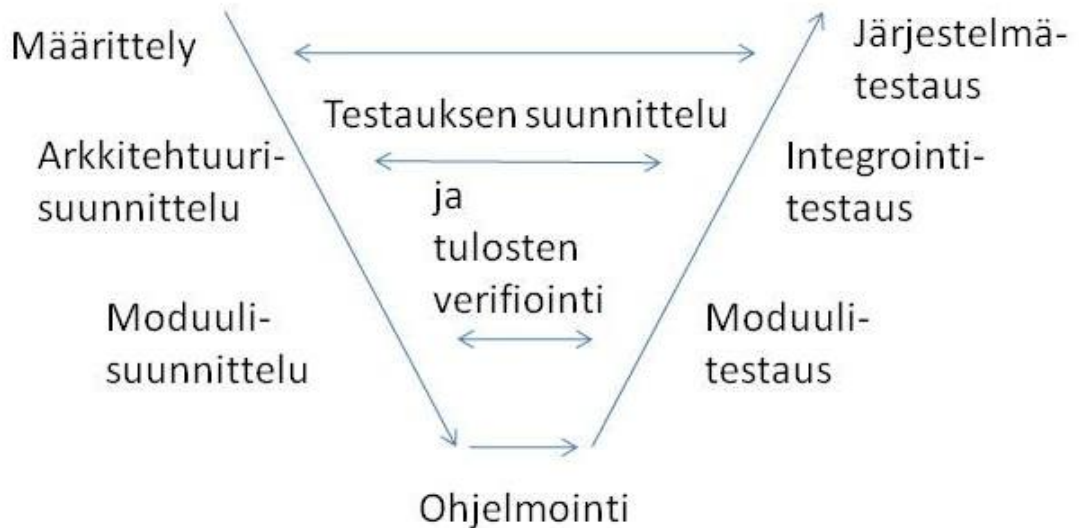 Määrittely
Järjestelmä-
testaus
Testauksen suunnittelu
Arkkitehtuuri-
suunnittelu
Integrointi-
testaus
ja
tulosten
verifiointi
Moduuli-
suunnittelu
Moduuli-
testaus
Ohjelmointi